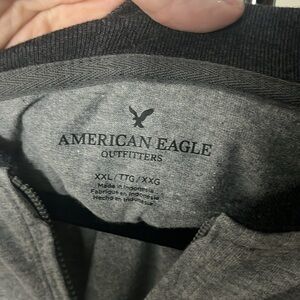 AMERICAN EAGLE
OUTFITTERS
XXL/TTG/XXG
Made in Indonesia
Fabriqué en Indonésie
Hecho en Indonesia